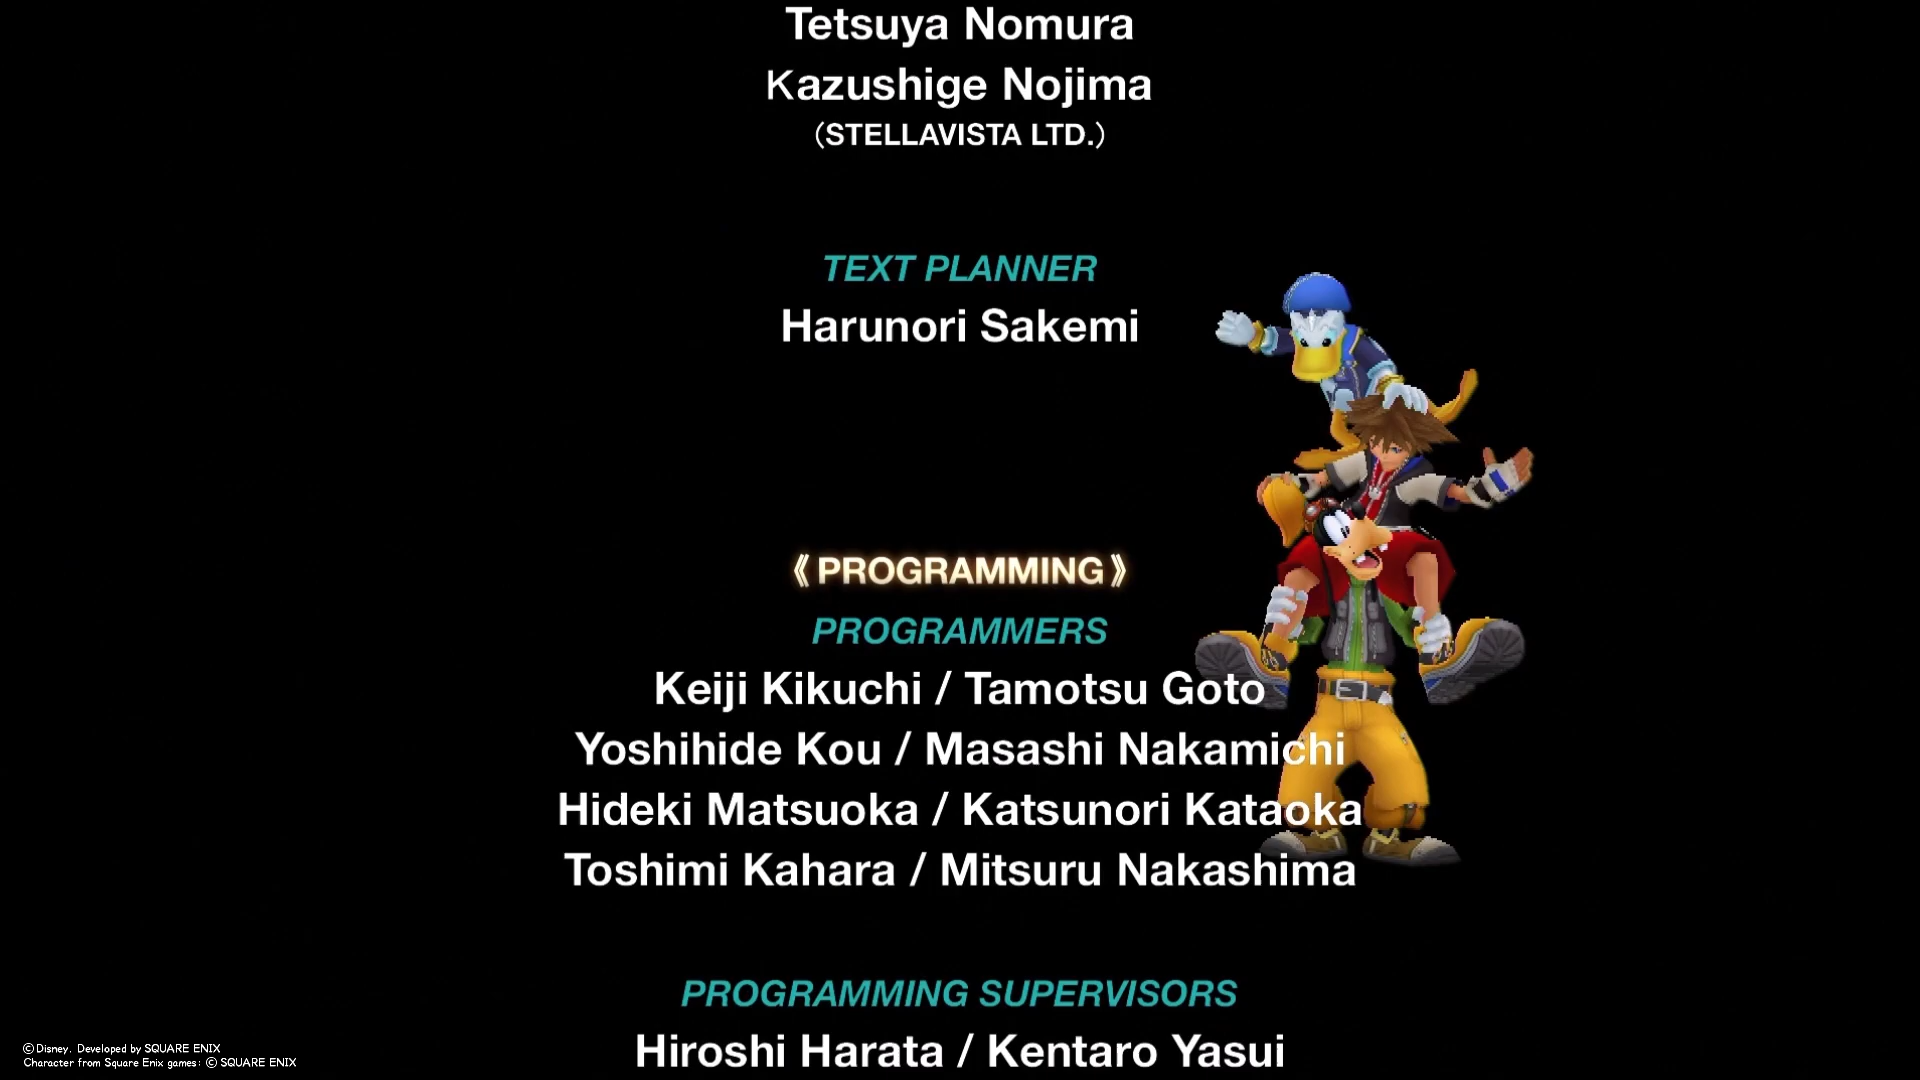 Tetsuya Nomura
Kazushige Nojima
(STELLAVISTA LTD.)
TEXT PLANNER
Harunori Sakemi
《PROGRAMMING》
PROGRAMMERS
Keiji Kikuchi / Tamotsu Goto
Yoshihide Kou / Masashi Nakamichi
Hideki Matsuoka / Katsunori Kataoka
Toshimi Kahara / Mitsuru Nakashima
PROGRAMMING SUPERVISORS
Hiroshi Harata / Kentaro Yasui
©Disney. Developed by SQUARE ENIX
Character from Square Enix games: © SQUARE ENIX